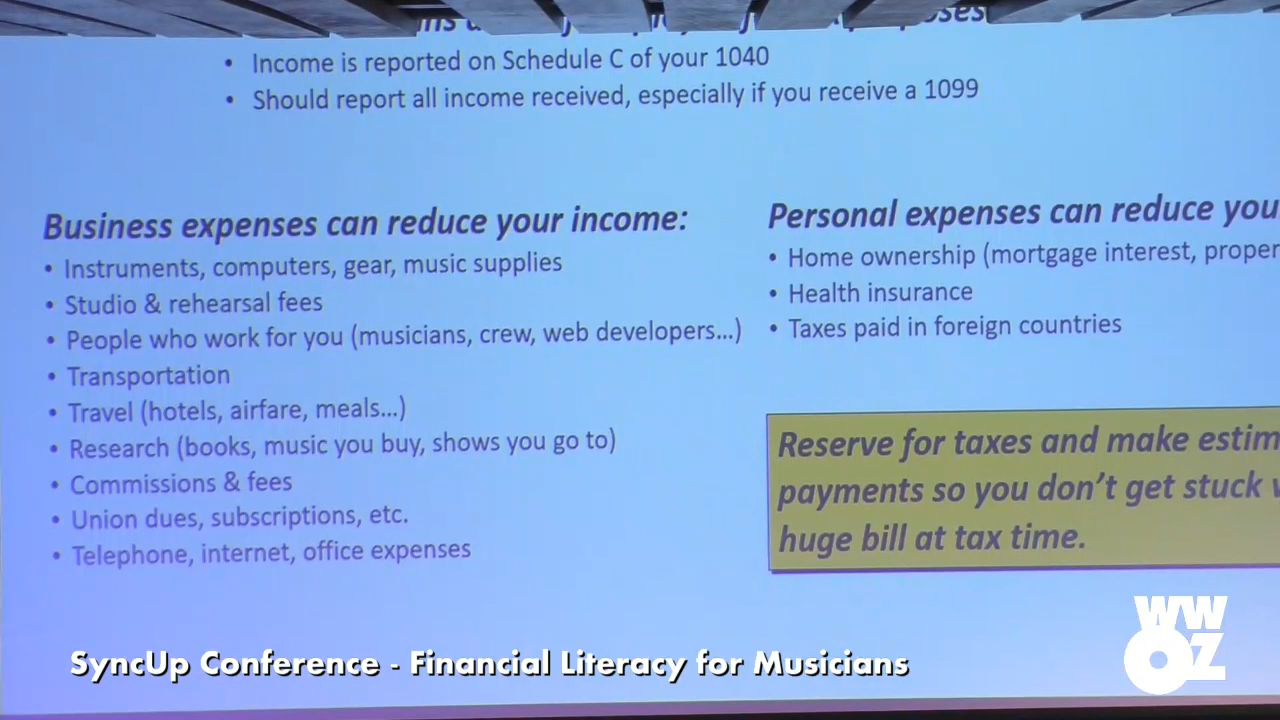 • Income is reported on Schedule C of your 1040
• Should report all income received, especially if you receive a 1099
Business expenses can reduce your income:
• Instruments, computers, gear, music supplies
• Studio & rehearsal fees
• People who work for you (musicians, crew, web developers...)
• Transportation
• Travel (hotels, airfare, meals...)
• Research (books, music you buy, shows you go to)
• Commissions & fees
• Union dues, subscriptions, etc.
• Telephone, internet, office expenses
Personal expenses can reduce you
• Home ownership (mortgage interest, proper
• Health insurance
• Taxes paid in foreign countries
Reserve for taxes and make estim
payments so you don't get stuck
huge bill at tax time.
SyncUp Conference - Financial Literacy for Musicians
WW
OZ